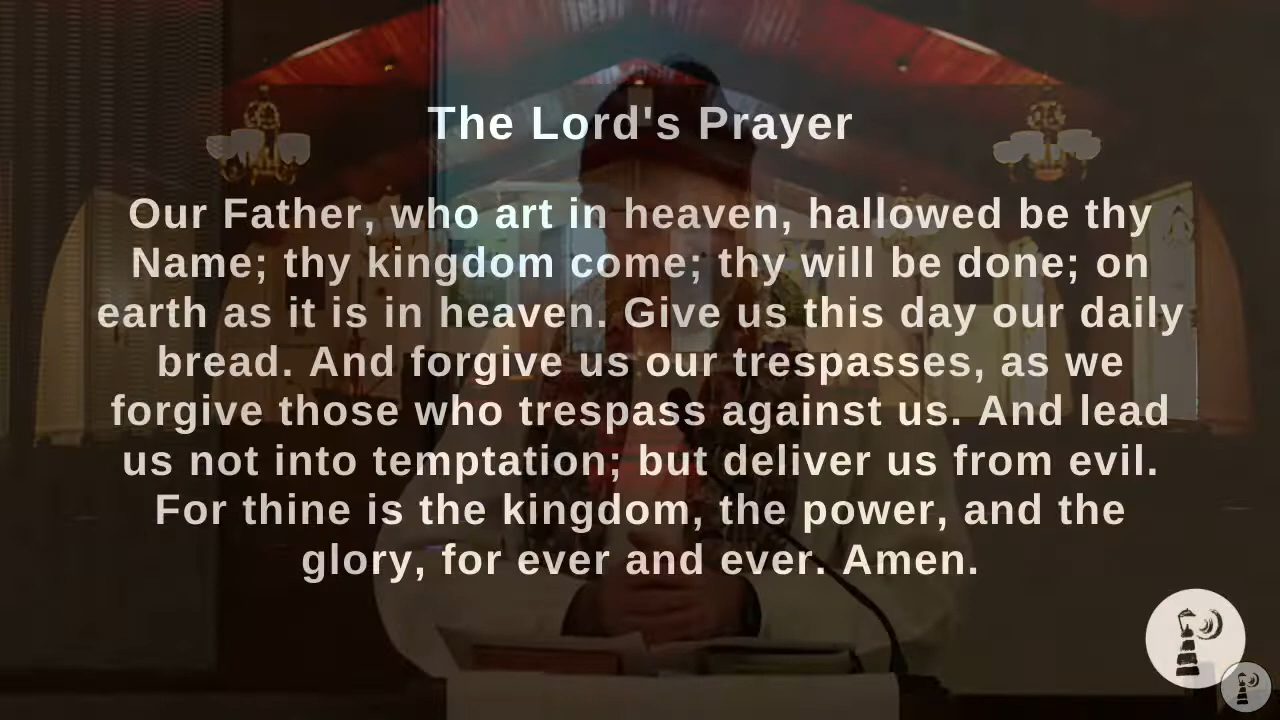 The Lord's Prayer
Our Father, who art in heaven, hallowed be thy
Name; thy kingdom come; thy will be done; on
earth as it is in heaven. Give us this day our daily
bread. And forgive us our trespasses, as we
forgive those who trespass against us. And lead
us not into temptation; but deliver us from evil.
For thine is the kingdom, the power, and the
glory, for ever and ever. Amen.